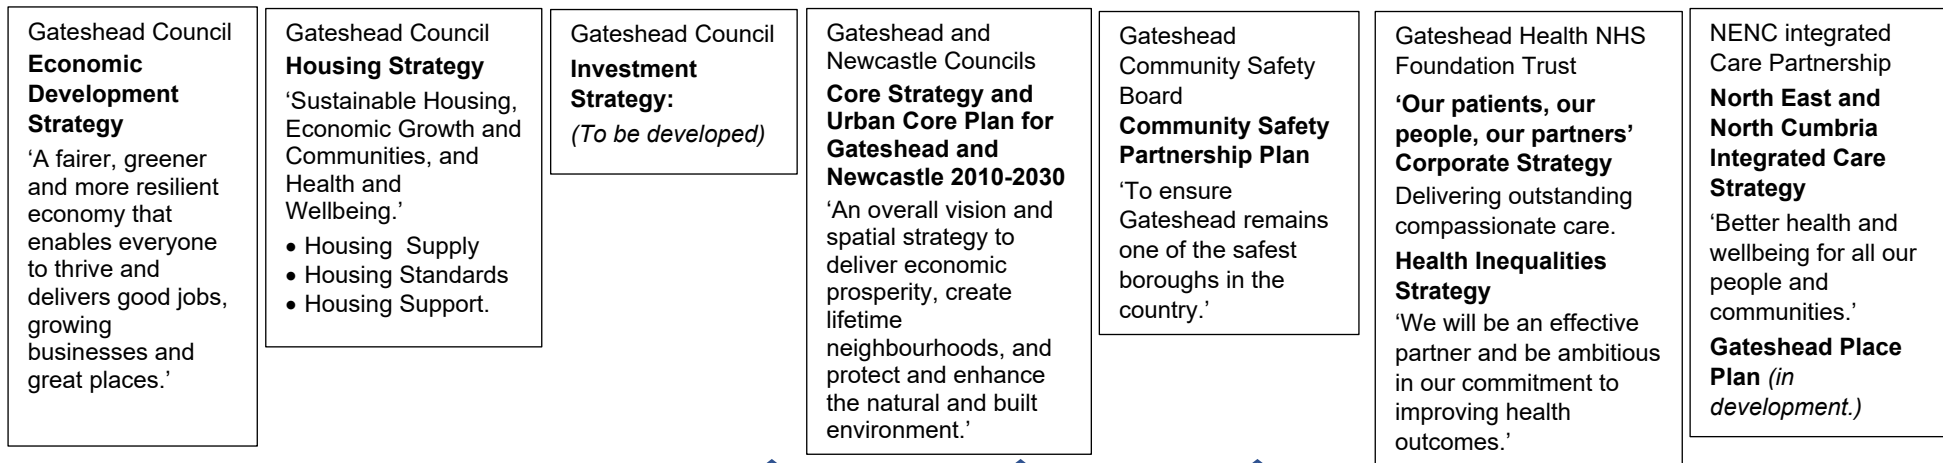 Gateshead Council
Economic
Development
Strategy
‘A fairer, greener
and more resilient
economy that
enables everyone
to thrive and
delivers good jobs,
growing
businesses and
great places.’
Gateshead Council
Housing Strategy
‘Sustainable Housing,
Economic Growth and
Communities, and
Health and
Wellbeing.’
• Housing Supply
• Housing Standards
• Housing Support.
Gateshead Council
Investment
Strategy:
(To be developed)
Gateshead and
Newcastle Councils
Core Strategy and
Urban Core Plan for
Gateshead and
Newcastle 2010-2030
‘An overall vision and
spatial strategy to
deliver economic
prosperity, create
lifetime
neighbourhoods, and
protect and enhance
the natural and built
environment.’
Gateshead
Community Safety
Board
Community Safety
Partnership Plan
‘To ensure
Gateshead remains
one of the safest
boroughs in the
country.’
Gateshead Health NHS
Foundation Trust
‘Our patients, our
people, our partners’
Corporate Strategy
Delivering outstanding
compassionate care.
Health Inequalities
Strategy
‘We will be an effective
partner and be ambitious
in our commitment to
improving health
outcomes.’
NENC integrated
Care Partnership
North East and
North Cumbria
Integrated Care
Strategy
‘Better health and
wellbeing for all our
people and
communities.’
Gateshead Place
Plan (in
development.)